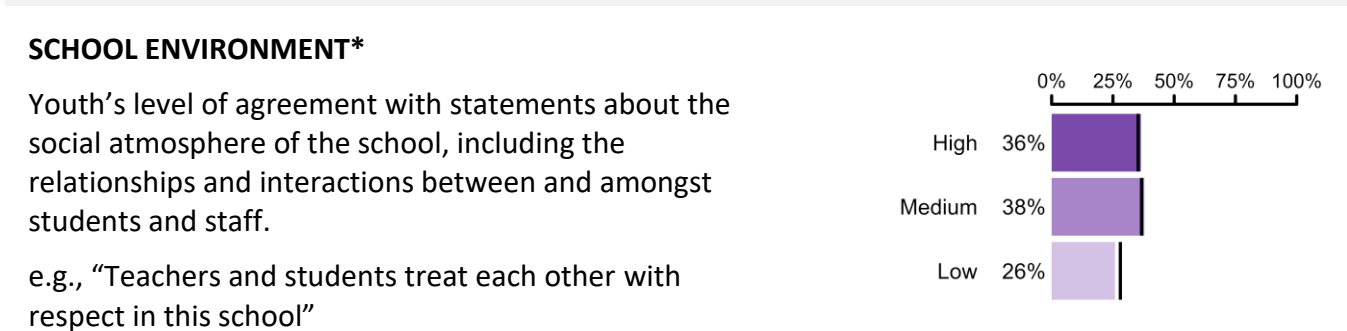 SCHOOL ENVIRONMENT*
Youth’s level of agreement with statements about the
social atmosphere of the school, including the
relationships and interactions between and amongst
students and staff.
e.g., “Teachers and students treat each other with
respect in this school”
0% 25% 50% 75% 100%
High 36%
Medium 38%
Low 26%